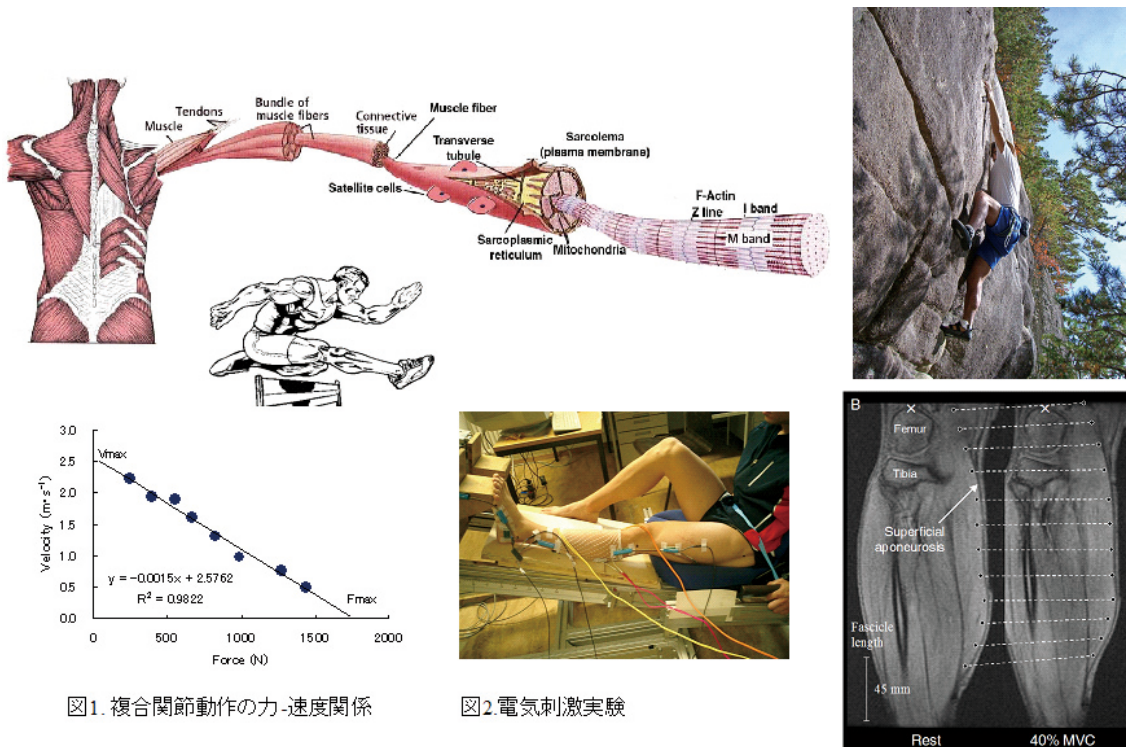 Tendons
Muscle
Bundle of
muscle fibers
Connective
tissue
Muscle fiber
Transverse
tubule
Sarcolema
(plasma membrane)
Satellite cells
Sarcoplasmic
reticulum
Mitochondria
F-Actin
Z line
I band
M band
3.0
2.5
2.0
1.5
1.0
0.5
0.0
Velocity (m・s⁻¹)
Vmax
y = -0.0015x + 2.5762
R² = 0.9822
Fmax
0
500
1000
1500
2000
Force (N)
図1. 複合関節動作の力-速度関係
図2.電気刺激実験
B
Femur
Tibia
Superficial
aponeurosis
Fascicle
length
45 mm
Rest
40% MVC